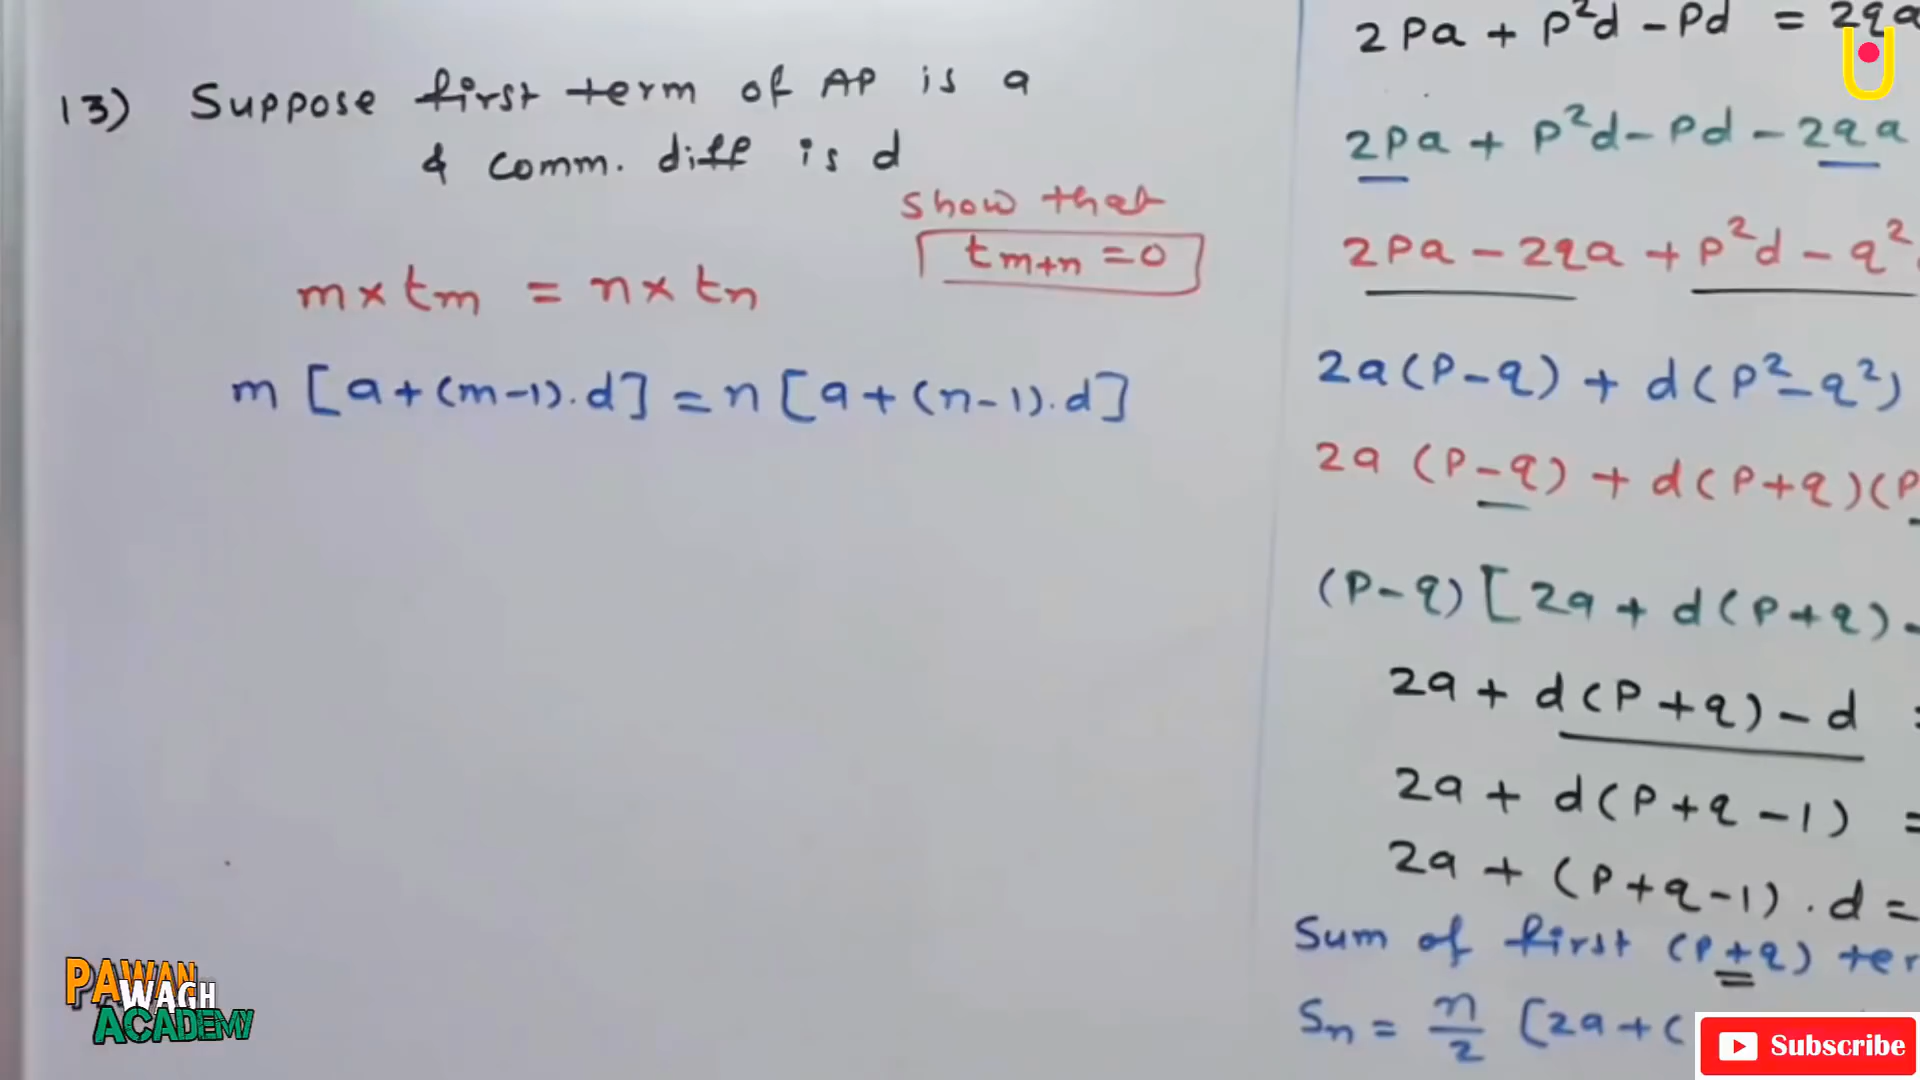 13) Suppose first term of AP is a
& comm. diff is d
show that
tm+n = 0
m × tm = n × tn
m [a + (m-1).d] = n [a + (n-1).d]
2Pa + P²d - Pd = 2qa
2Pa + P²d - Pd - 2qa
2Pa - 2qa + P²d - q²
2a(P-q) + d(P²-q²)
2a (P-q) + d(P+q)(P
(P-q) [2a + d(P+q) -
2a + d(P+q) - d =
2a + d(P+q-1) =
2a + (P+q-1).d =
Sum of first (P+q) ter
Sn = n/2 [2a + (
PAWAN
WAGH
ACADEMY
Subscribe